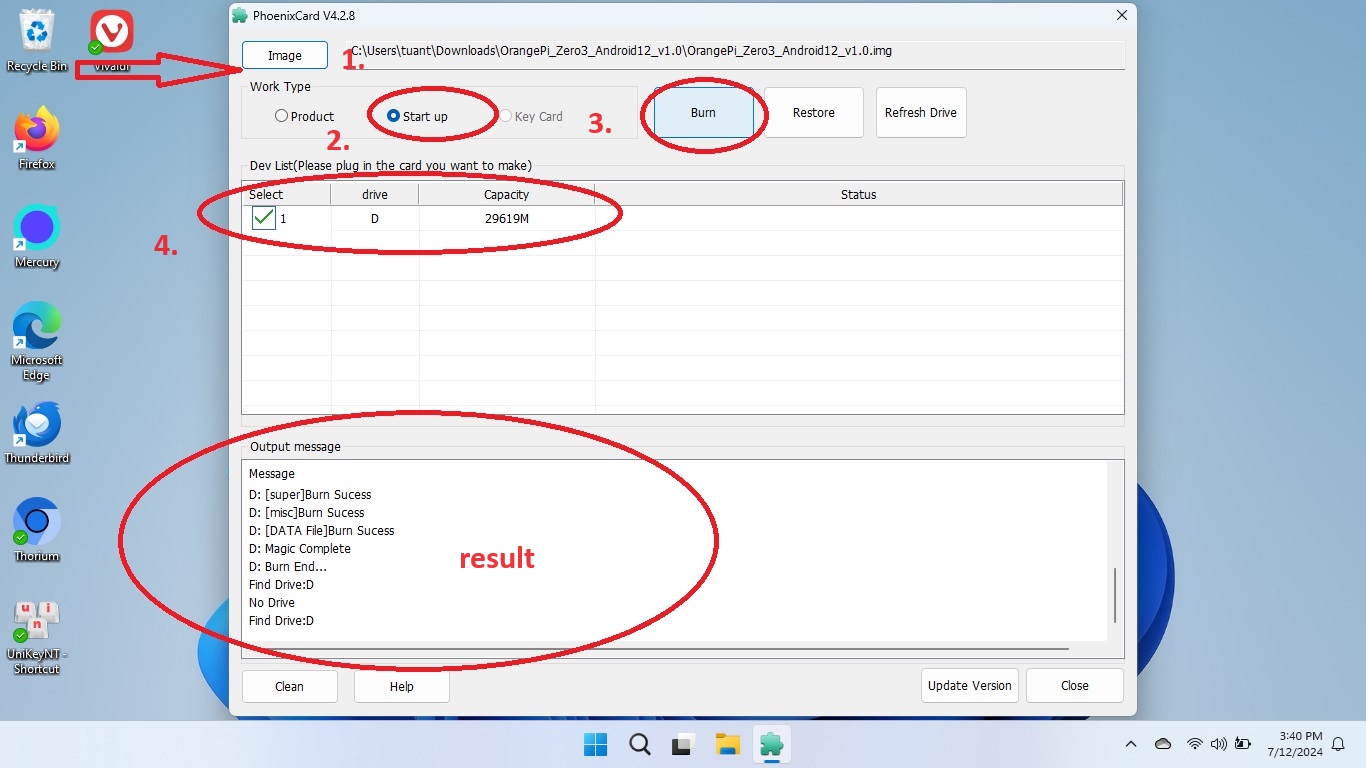 PhoenixCard V4.2.8
Recycle Bin
Vivaldi
Image
1.
C:\Users\tuant\Downloads\OrangePi_Zero3_Android12_v1.0\OrangePi_Zero3_Android12_v1.0.img
Work Type
Product
2.
Start up
Key Card
3.
Burn
Restore
Refresh Drive
Firefox
Dev List(Please plug in the card you want to make)
Select drive Capacity Status
1 D 29619M
4.
Mercury
Microsoft
Edge
Thunderbird
Output message
Message
D: [super]Burn Sucess
D: [misc]Burn Sucess
D: [DATA File]Burn Sucess
D: Magic Complete
D: Burn End...
Find Drive:D
No Drive
Find Drive:D
result
Thorium
u i
n
UniKeyNT -
Shortcut
Clean
Help
Update Version
Close
3:40 PM
7/12/2024